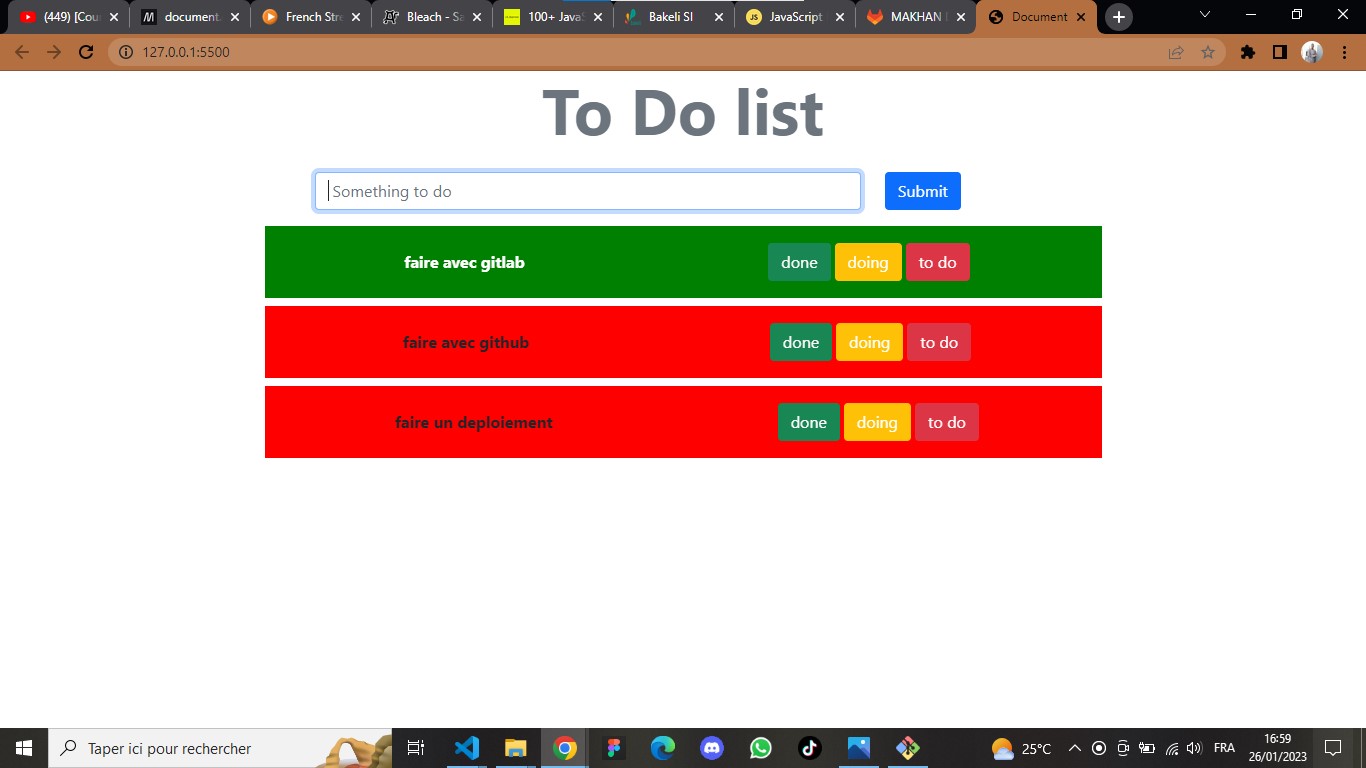 (449) [Cou
document.
French Stre
Bleach - Sa
100+ JavaS
Bakeli SI
JavaScript
MAKHAN (
Document
127.0.0.1:5500
To Do list
Something to do
Submit
faire avec gitlab
done
doing
to do
faire avec github
done
doing
to do
faire un deploiement
done
doing
to do
Taper ici pour rechercher
25°C
FRA
16:59
26/01/2023